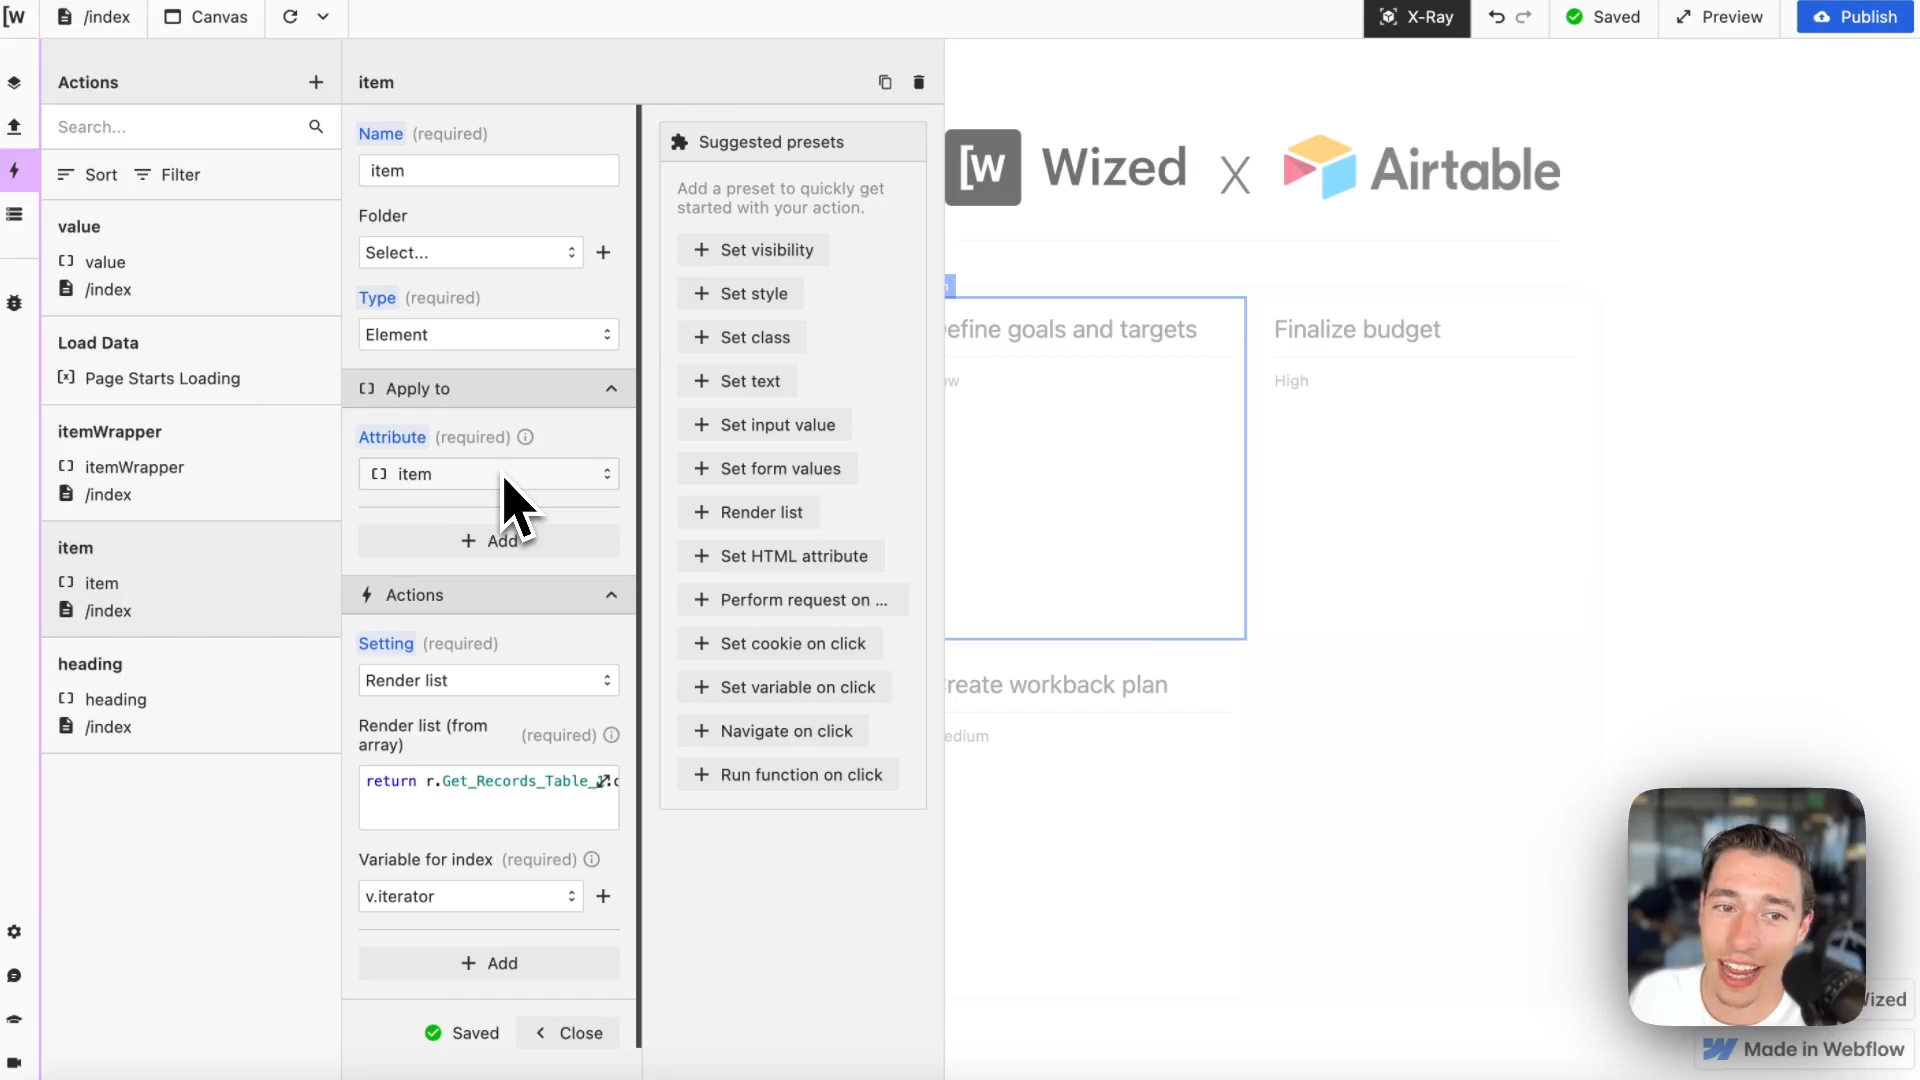 [W
/index
Canvas
X-Ray
Saved
Preview
Publish
Actions
Search...
Sort
Filter
value
value
/index
Load Data
Page Starts Loading
itemWrapper
itemWrapper
/index
item
item
/index
heading
heading
/index
item
Name (required)
item
Folder
Select...
Type (required)
Element
Apply to
Attribute (required)
item
Add
Actions
Setting (required)
Render list
Render list (from
array) (required)
return r.Get_Records_Table_
Variable for index (required)
v.iterator
Add
Saved
Close
Suggested presets
Add a preset to quickly get
started with your action.
Set visibility
Set style
Set class
Set text
Set input value
Set form values
Render list
Set HTML attribute
Perform request on ...
Set cookie on click
Set variable on click
Navigate on click
Run function on click
[W Wized X Airtable
efine goals and targets
ow
Finalize budget
High
reate workback plan
edium
ized
Made in Webflow